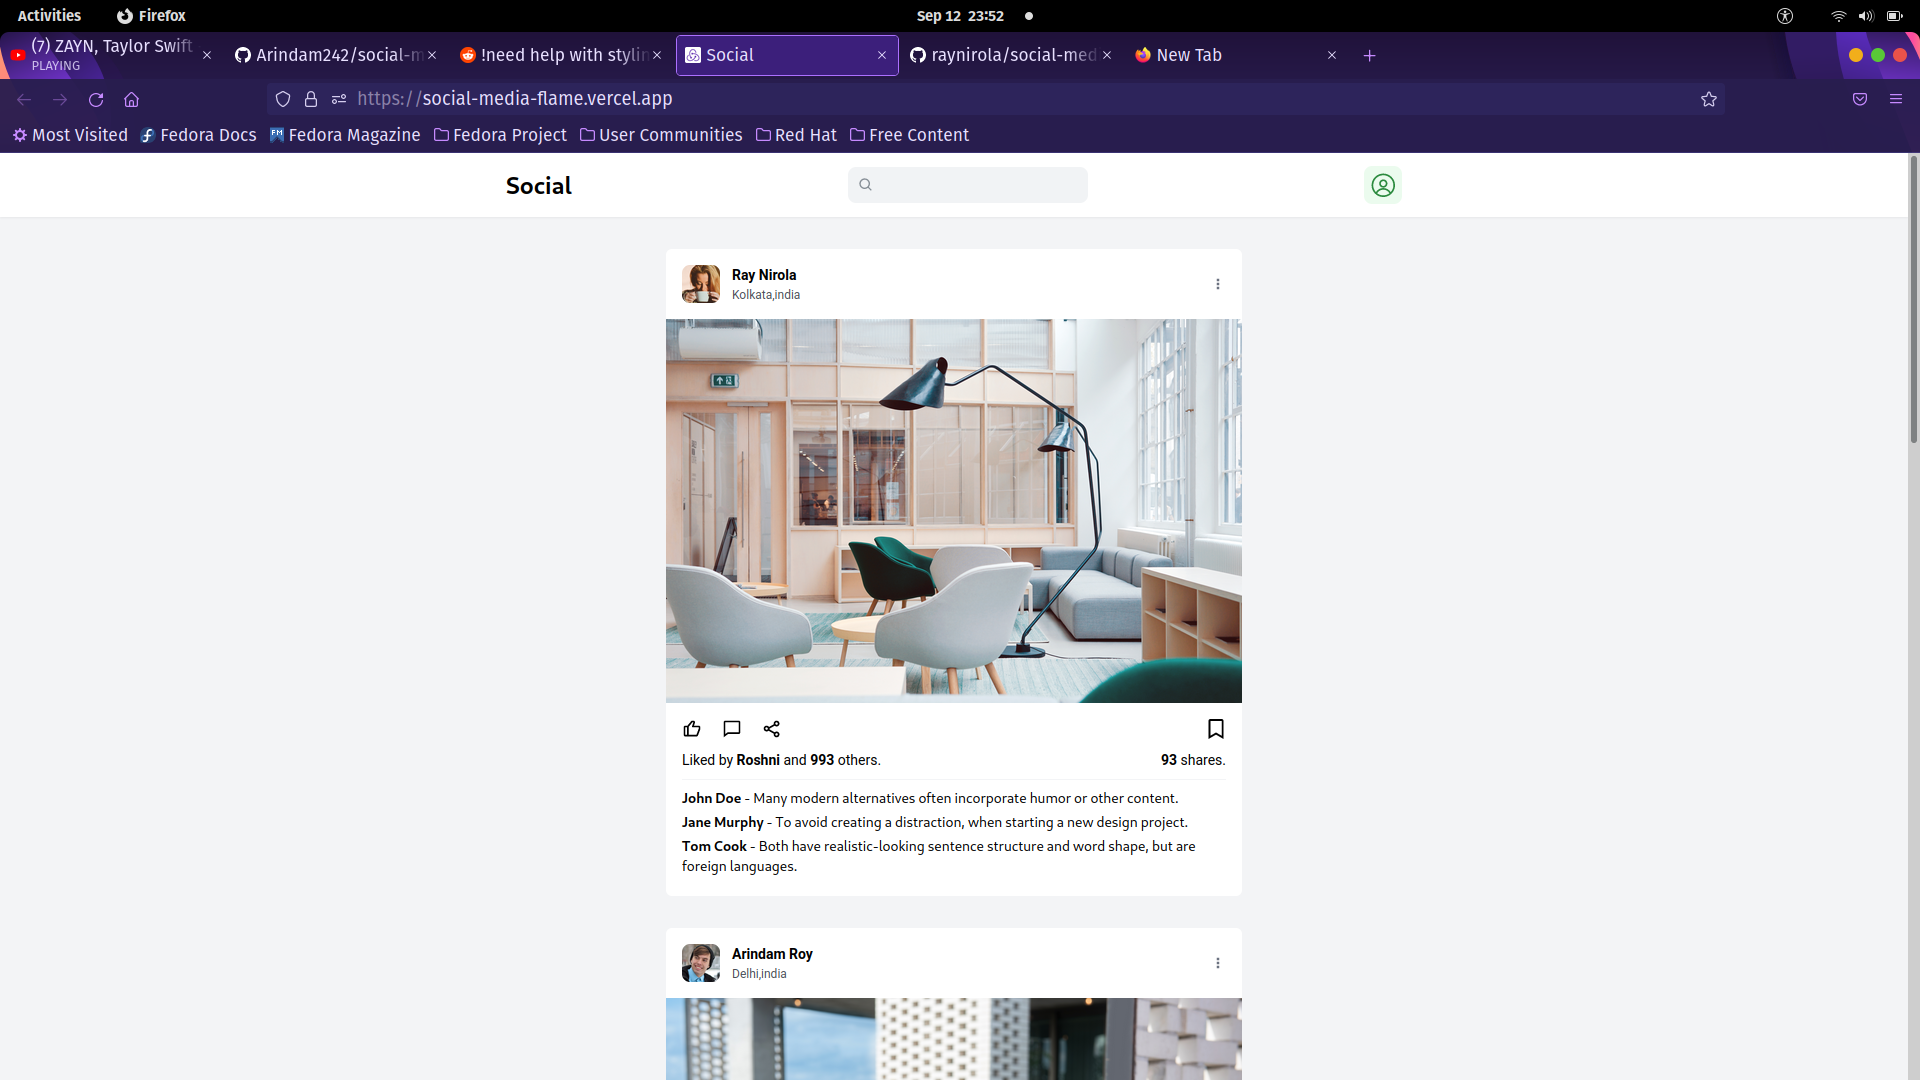 Activities Firefox Sep 12 23:52
(7) ZAYN, Taylor Swift
PLAYING
Arindam242/social-m
!need help with stylin
Social
raynirola/social-med
New Tab
https://social-media-flame.vercel.app
Most Visited Fedora Docs Fedora Magazine Fedora Project User Communities Red Hat Free Content
Social
Ray Nirola
Kolkata,india
Liked by Roshni and 993 others. 93 shares.
John Doe - Many modern alternatives often incorporate humor or other content.
Jane Murphy - To avoid creating a distraction, when starting a new design project.
Tom Cook - Both have realistic-looking sentence structure and word shape, but are
foreign languages.
Arindam Roy
Delhi,india